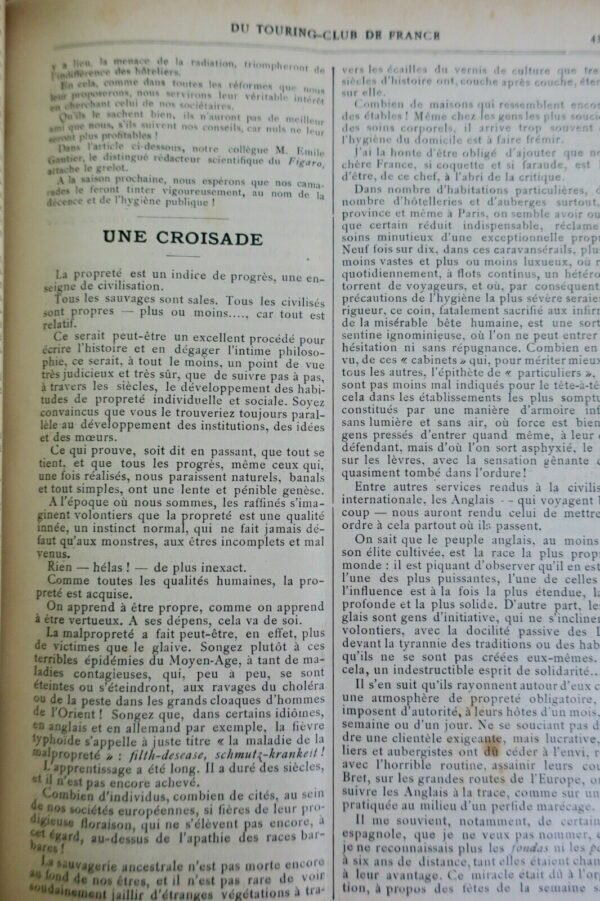 DU TOURING-CLUB DE FRANCE
43
y a lieu, la menace de la radiation, triompheront de
l'indifférence des hôteliers.
En cela, comme dans toutes les réformes que nous
leur proposerons, nous servirons leur véritable intérêt
en cherchant celui de nos sociétaires.
Qu'ils le sachent bien, ils n'auront pas de meilleur
ami que nous, s'ils suivent nos conseils, car nuls ne leur
seront plus profitables !
Dans l'article ci-dessous, notre collègue M. Emile
Gautier, le distingué rédacteur scientifique du Figaro,
attache le grelot.
A la saison prochaine, nous espérons que nos cama-
rades le feront tinter vigoureusement, au nom de la
décence et de l'hygiène publique !
UNE CROISADE
La propreté est un indice de progrès, une en-
seigne de civilisation.
Tous les sauvages sont sales. Tous les civilisés
sont propres — plus ou moins...., car tout est
relatif.
Ce serait peut-être un excellent procédé pour
écrire l'histoire et en dégager l'intime philoso-
phie, ce serait, à tout le moins, un point de vue
très judicieux et très sûr, que de suivre pas à pas,
à travers les siècles, le développement des habi-
tudes de propreté individuelle et sociale. Soyez
convaincus que vous le trouveriez toujours paral-
lèle au développement des institutions, des idées
et des mœurs.
Ce qui prouve, soit dit en passant, que tout se
tient, et que tous les progrès, même ceux qui,
une fois réalisés, nous paraissent naturels, banals
et tout simples, ont une lente et pénible genèse.
A l'époque où nous sommes, les raffinés s'ima-
ginent volontiers que la propreté est une qualité
innée, un instinct normal, qui ne fait jamais dé-
faut qu'aux monstres, aux êtres incomplets et mal
venus.
Rien — hélas ! — de plus inexact.
Comme toutes les qualités humaines, la pro-
preté est acquise.
On apprend à être propre, comme on apprend
à être vertueux. A ses dépens, cela va de soi.
La malpropreté a fait peut-être, en effet, plus
de victimes que le glaive. Songez plutôt à ces
terribles épidémies du Moyen-Age, à tant de ma-
ladies contagieuses, qui, peu à peu, se sont
éteintes ou s'éteindront, aux ravages du choléra
ou de la peste dans les grands cloaques d'hommes
de l'Orient ! Songez que, dans certains idiômes,
en anglais et en allemand par exemple, la fièvre
typhoïde s'appelle à juste titre « la maladie de la
malpropreté » : filth-desease, schmutz-krankeit !
L'apprentissage a été long. Il a duré des siècles,
et il n'est pas encore achevé.
Combien d'individus, combien de cités, au sein
de nos sociétés européennes, si fières de leur pro-
digieuse floraison, qui ne s'élèvent pas encore, à
cet égard, au-dessus de l'apathie des races bar-
bares !
La sauvagerie ancestrale n'est pas morte encore
au fond de nos êtres, et il n'est pas rare de voir
soudainement jaillir d'étranges végétations à tra-
vers les écailles du vernis de culture que tre
siècles d'histoire ont, couche après couche, éten
sur elle.
Combien de maisons qui ressemblent encor
des étables ! Même chez les gens les plus soucie
des soins corporels, il arrive trop souvent
l'hygiène du domicile est à faire frémir.
J'ai la honte d'être obligé d'ajouter que no
chère France, si coquette et si faraude, est
d'être, de ce chef, à l'abri de la critique.
Dans nombre d'habitations particulières, d
nombre d'hôtelleries et d'auberges surtout,
province et même à Paris, on semble avoir ou
que certain réduit indispensable, réclame
soins minutieux d'une exceptionnelle propr
Neuf fois sur dix, dans ces caravansérails, plus
moins vastes et plus ou moins luxueux, où r
quotidiennement, à flots continus, un hétéro
torrent de voyageurs, et où, par conséquent
précautions de l'hygiène la plus sévère seraien
rigueur, ce coin, fatalement sacrifié aux infirm
de la misérable bête humaine, est une sort
sentine ignominieuse, où l'on ne peut entrer
hésitation ni sans répugnance. Combien en
vu, de ces « cabinets » qui, pour mériter mieux
tous les autres, l'épithète de « particuliers »,
sont pas moins mal indiqués pour le tête-à-tê
cela dans les établissements les plus sompt
constitués par une manière d'armoire inf
sans lumière et sans air, où force est bien
gens pressés d'entrer quand même, à leur c
défendant, mais d'où l'on sort asphyxié, le
sur les lèvres, avec la sensation gênante d
quasiment tombé dans l'ordure !
Entre autres services rendus à la civilis
internationale, les Anglais - - qui voyagent b
coup — nous auront rendu celui de mettre
ordre à cela partout où ils passent.
On sait que le peuple anglais, au moins
son élite cultivée, est la race la plus prop
monde : il est piquant d'observer qu'il en est
l'une des plus puissantes, l'une de celles
l'influence est à la fois la plus étendue, la
profonde et la plus solide. D'autre part, les
glais sont gens d'initiative, qui ne s'incliner
volontiers, avec la docilité passive des l
devant la tyrannie des traditions ou des hab
qu'ils ne se sont pas créées eux-mêmes.
cela, un indestructible esprit de solidarité..
Il s'en suit qu'ils rayonnent autour d'eux c
une atmosphère de propreté obligatoire,
imposent d'autorité, à leurs hôtes d'un mois,
semaine ou d'un jour. Ne se souciant pas d
dre une clientèle exigeante, mais lucrative,
liers et aubergistes ont dû céder à l'envi, r
avec l'horrible routine, assainir leurs cou
Bret, sur les grandes routes de l'Europe, on
suivre les Anglais à la trace, comme sur un
pratiquée au milieu d'un perfide marécage.
Il me souvient, notamment, de certain
espagnole, que je ne veux pas nommer, o
je ne reconnaissais plus les fondas ni les po
à six ans de distance, tant elles étaient chan
à leur avantage. Ce miracle était dû à l'or
tion, à propos des fêtes de la semaine s